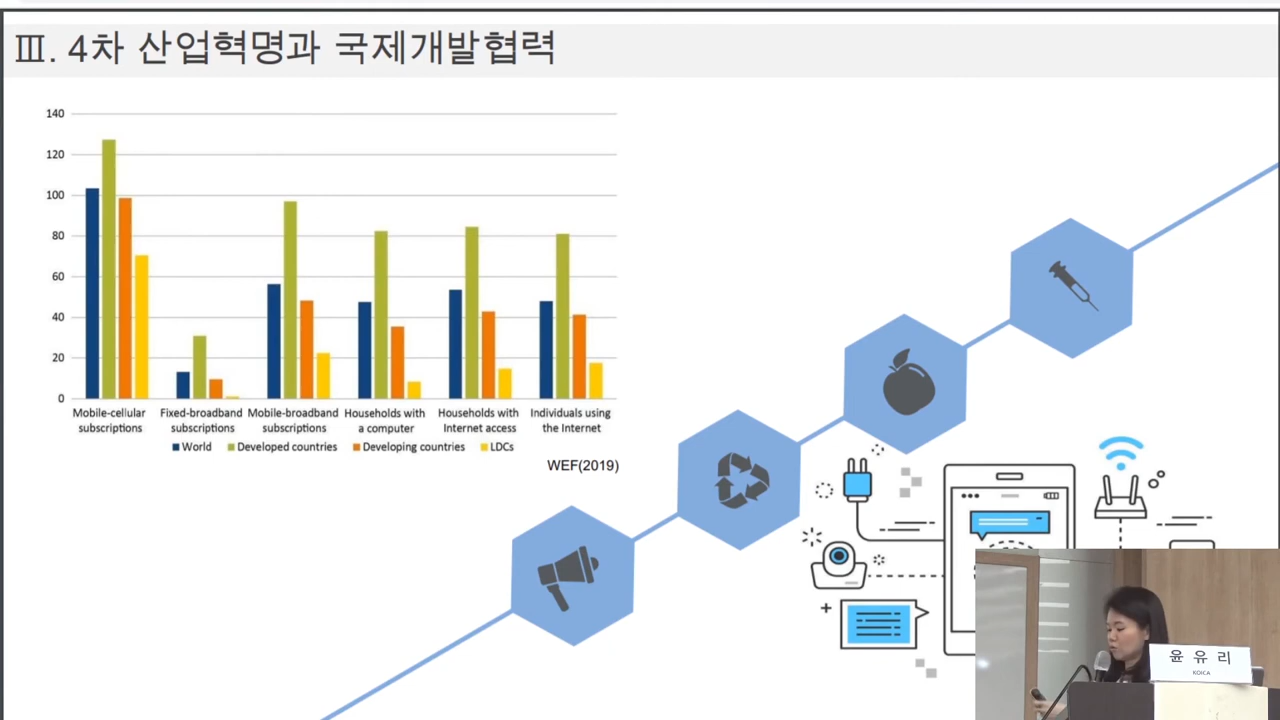 Ⅲ. 4차 산업혁명과 국제개발협력
140
120
100
80
60
40
20
0
Mobile-cellular subscriptions
Fixed-broadband subscriptions
Mobile-broadband subscriptions
Households with a computer
Households with Internet access
Individuals using the Internet
World Developed countries Developing countries LDCs
WEF(2019)
윤 유 리
KOICA